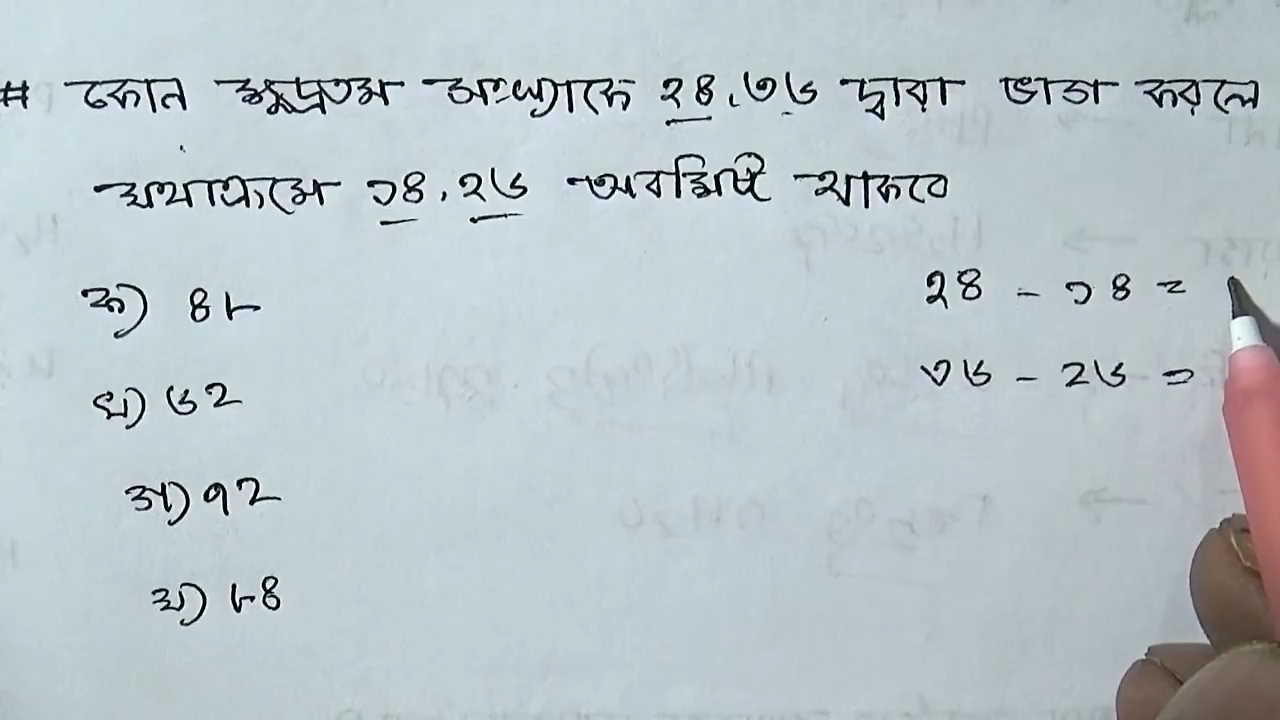 # কোন ক্ষুদ্রতম সংখ্যাকে ২৪, ৩৬ দ্বারা ভাগ করলে
যথাক্রমে ১৪, ২৬ অবশিষ্ট থাকবে
ক) ৪৮
খ) ৬২
গ) ৭২
ঘ) ৮৪
২৪ - ১৪ =
৩৬ - ২৬ =